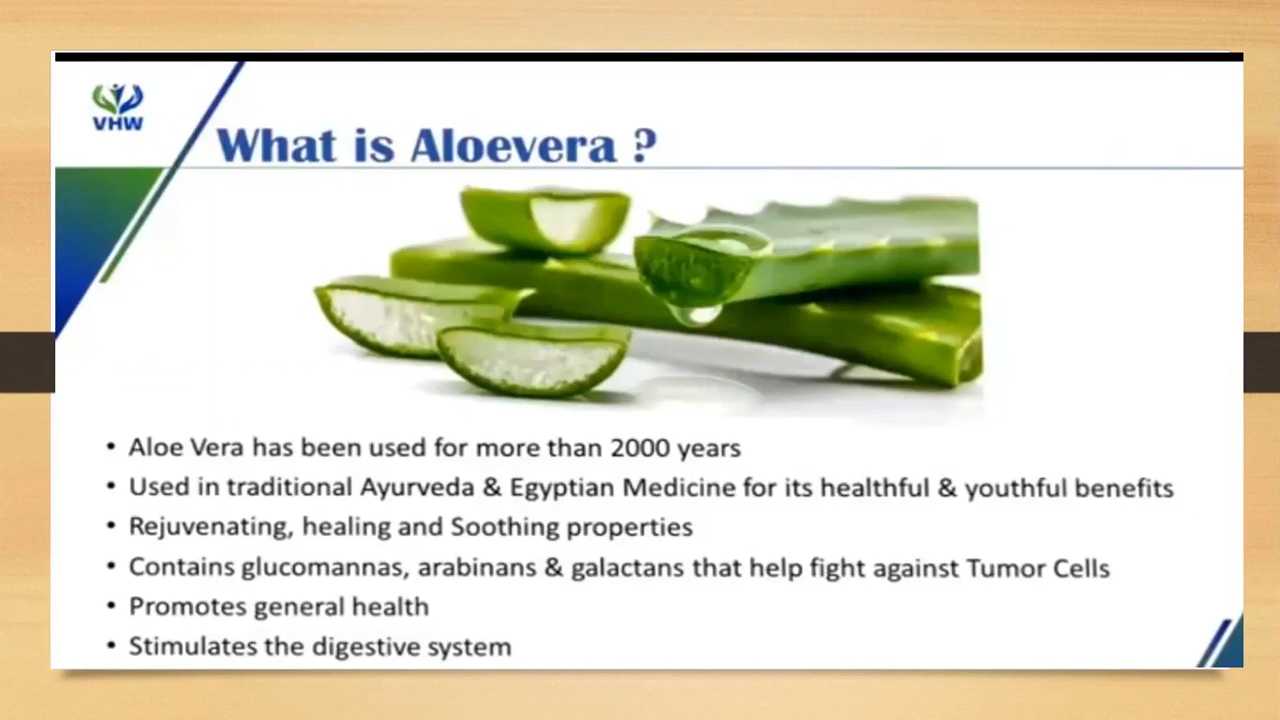 VHW
What is Aloevera ?
• Aloe Vera has been used for more than 2000 years
• Used in traditional Ayurveda & Egyptian Medicine for its healthful & youthful benefits
• Rejuvenating, healing and Soothing properties
• Contains glucomannas, arabinans & galactans that help fight against Tumor Cells
• Promotes general health
• Stimulates the digestive system